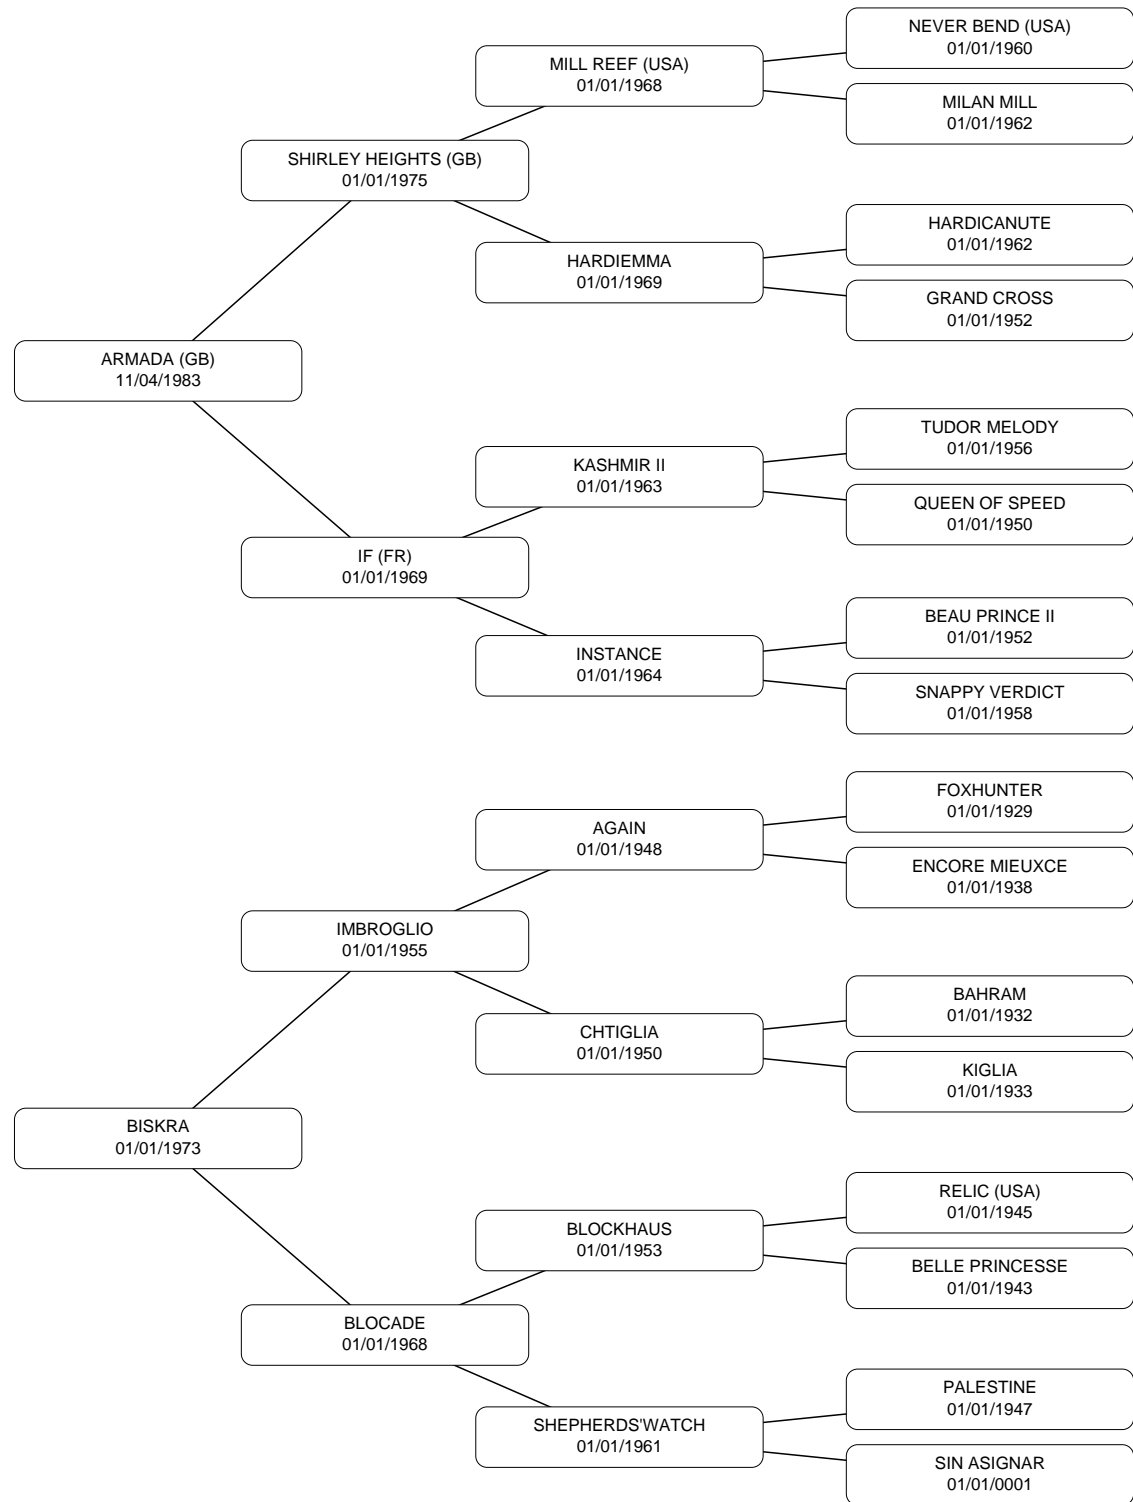 NEVER BEND (USA)
01/01/1960
MILL REEF (USA)
01/01/1968
MILAN MILL
01/01/1962
SHIRLEY HEIGHTS (GB)
01/01/1975
HARDICANUTE
01/01/1962
HARDIEMMA
01/01/1969
GRAND CROSS
01/01/1952
ARMADA (GB)
11/04/1983
TUDOR MELODY
01/01/1956
KASHMIR II
01/01/1963
QUEEN OF SPEED
01/01/1950
IF (FR)
01/01/1969
BEAU PRINCE II
01/01/1952
INSTANCE
01/01/1964
SNAPPY VERDICT
01/01/1958
FOXHUNTER
01/01/1929
AGAIN
01/01/1948
ENCORE MIEUXCE
01/01/1938
IMBROGLIO
01/01/1955
BAHRAM
01/01/1932
CHTIGLIA
01/01/1950
KIGLIA
01/01/1933
BISKRA
01/01/1973
RELIC (USA)
01/01/1945
BLOCKHAUS
01/01/1953
BELLE PRINCESSE
01/01/1943
BLOCADE
01/01/1968
PALESTINE
01/01/1947
SHEPHERDS'WATCH
01/01/1961
SIN ASIGNAR
01/01/0001